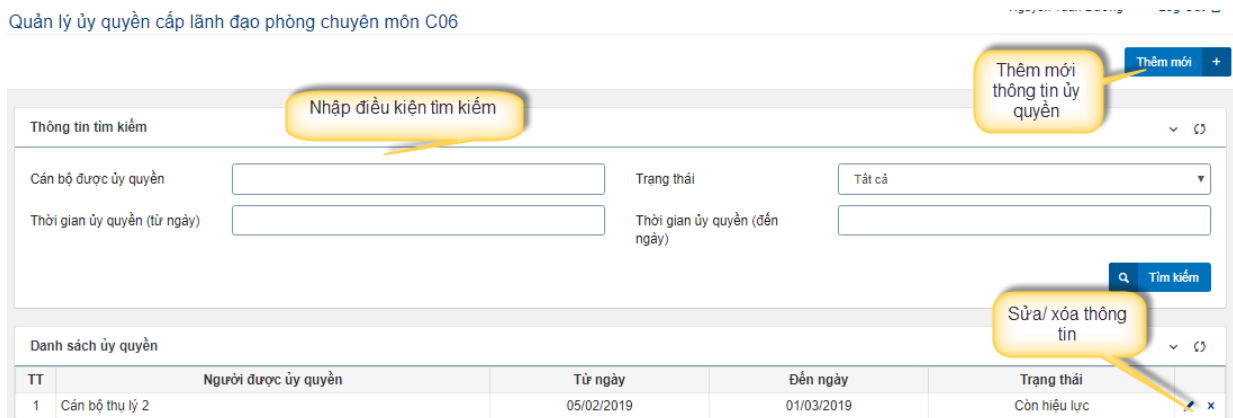 Quản lý ủy quyền cấp lãnh đạo phòng chuyên môn C06
Thêm mới +
Thêm mới
thông tin ủy
quyền
Nhập điều kiện tìm kiếm
Thông tin tìm kiếm
Cán bộ được ủy quyền
Trạng thái
Tất cả
Thời gian ủy quyền (từ ngày)
Thời gian ủy quyền (đến
ngày)
Tìm kiếm
Sửa/ xóa thông
tin
Danh sách ủy quyền
TT Người được ủy quyền Từ ngày Đến ngày Trạng thái
1 Cán bộ thụ lý 2 05/02/2019 01/03/2019 Còn hiệu lực